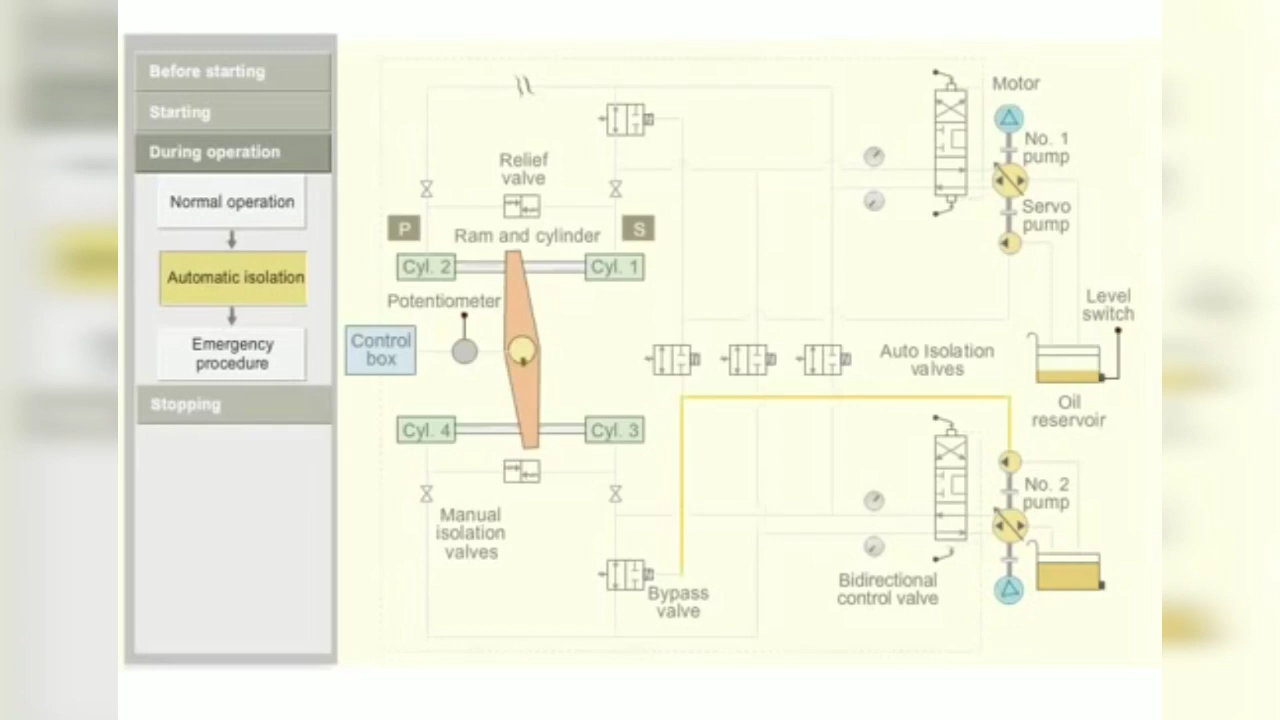 Before starting
Starting
During operation
Normal operation
Automatic isolation
Emergency
procedure
Stopping
Motor
No. 1
pump
Servo
pump
Relief
valve
P
S
Ram and cylinder
Cyl. 2
Cyl. 1
Potentiometer
Control
box
Level
switch
Auto Isolation
valves
Oil
reservoir
Cyl. 4
Cyl. 3
No. 2
pump
Manual
isolation
valves
Bypass
valve
Bidirectional
control valve